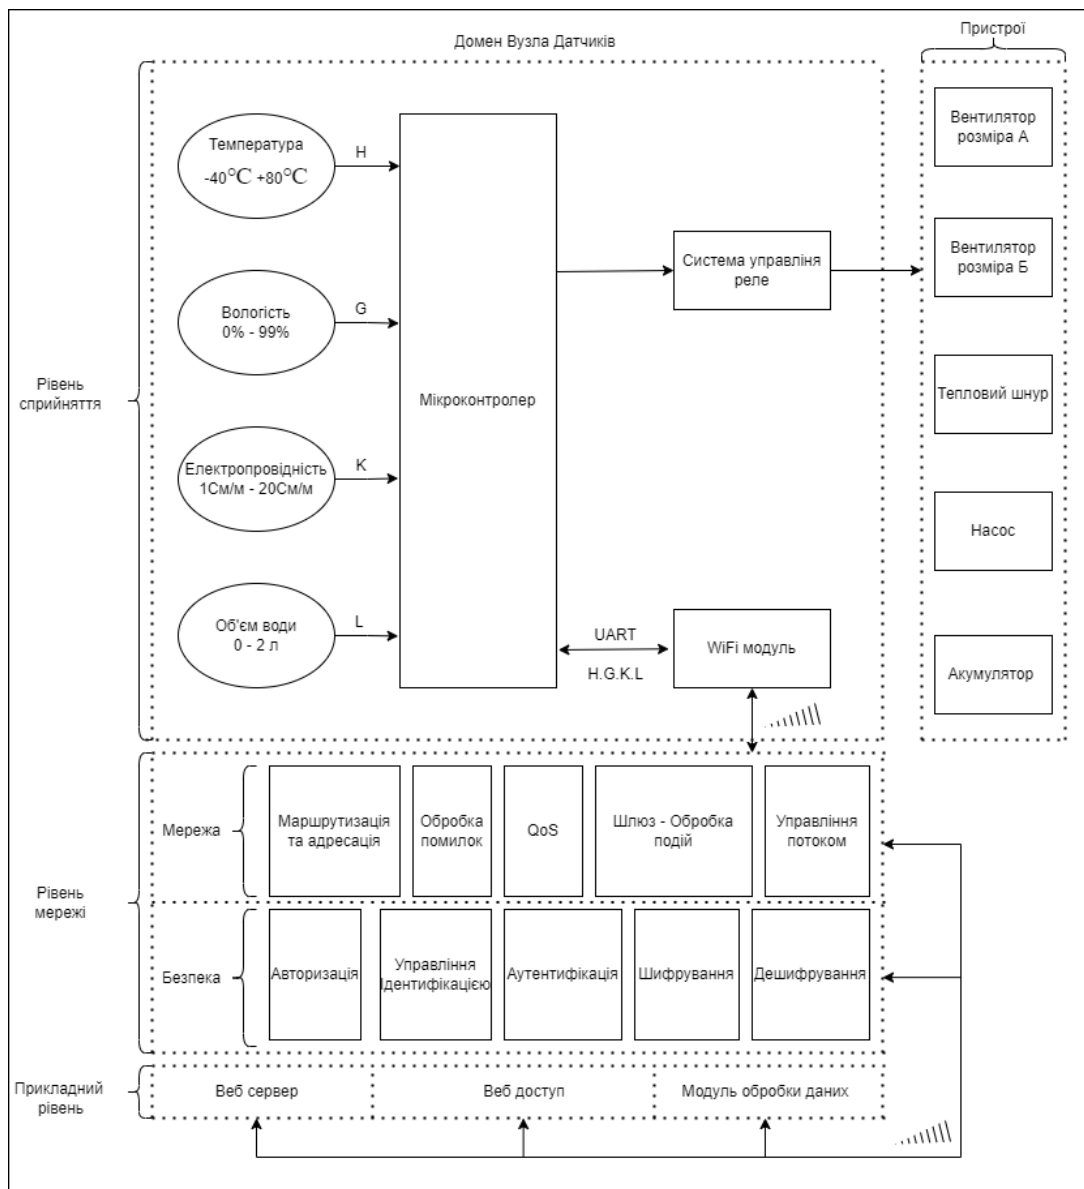 Пристрої
Домен Вузла Датчиків
Температура
-40°C +80°C
H
Вентилятор
розміра А
Вологість
0% - 99%
G
Система управліня
реле
Вентилятор
розміра Б
Рівень
сприйняття
Мікроконтролер
Тепловий шнур
Електропровідність
1См/м - 20См/м
K
Насос
Об'єм води
0 - 2 л
L
UART
H.G.K.L
WiFi модуль
Акумулятор
Рівень
мережі
Мережа
Маршрутизація
та адресація
Обробка
помилок
QoS
Шлюз - Обробка
подій
Управління
потоком
Безпека
Авторизація
Управління
Ідентифікацією
Аутентифікація
Шифрування
Дешифрування
Прикладний
рівень
Веб сервер
Веб доступ
Модуль обробки даних